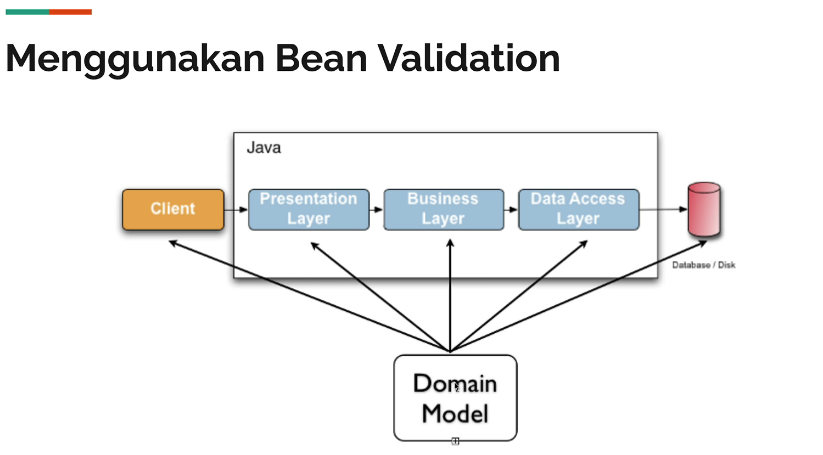 Menggunakan Bean Validation
Java
Client
Presentation
Layer
Business
Layer
Data Access
Layer
Database / Disk
Domain
Model